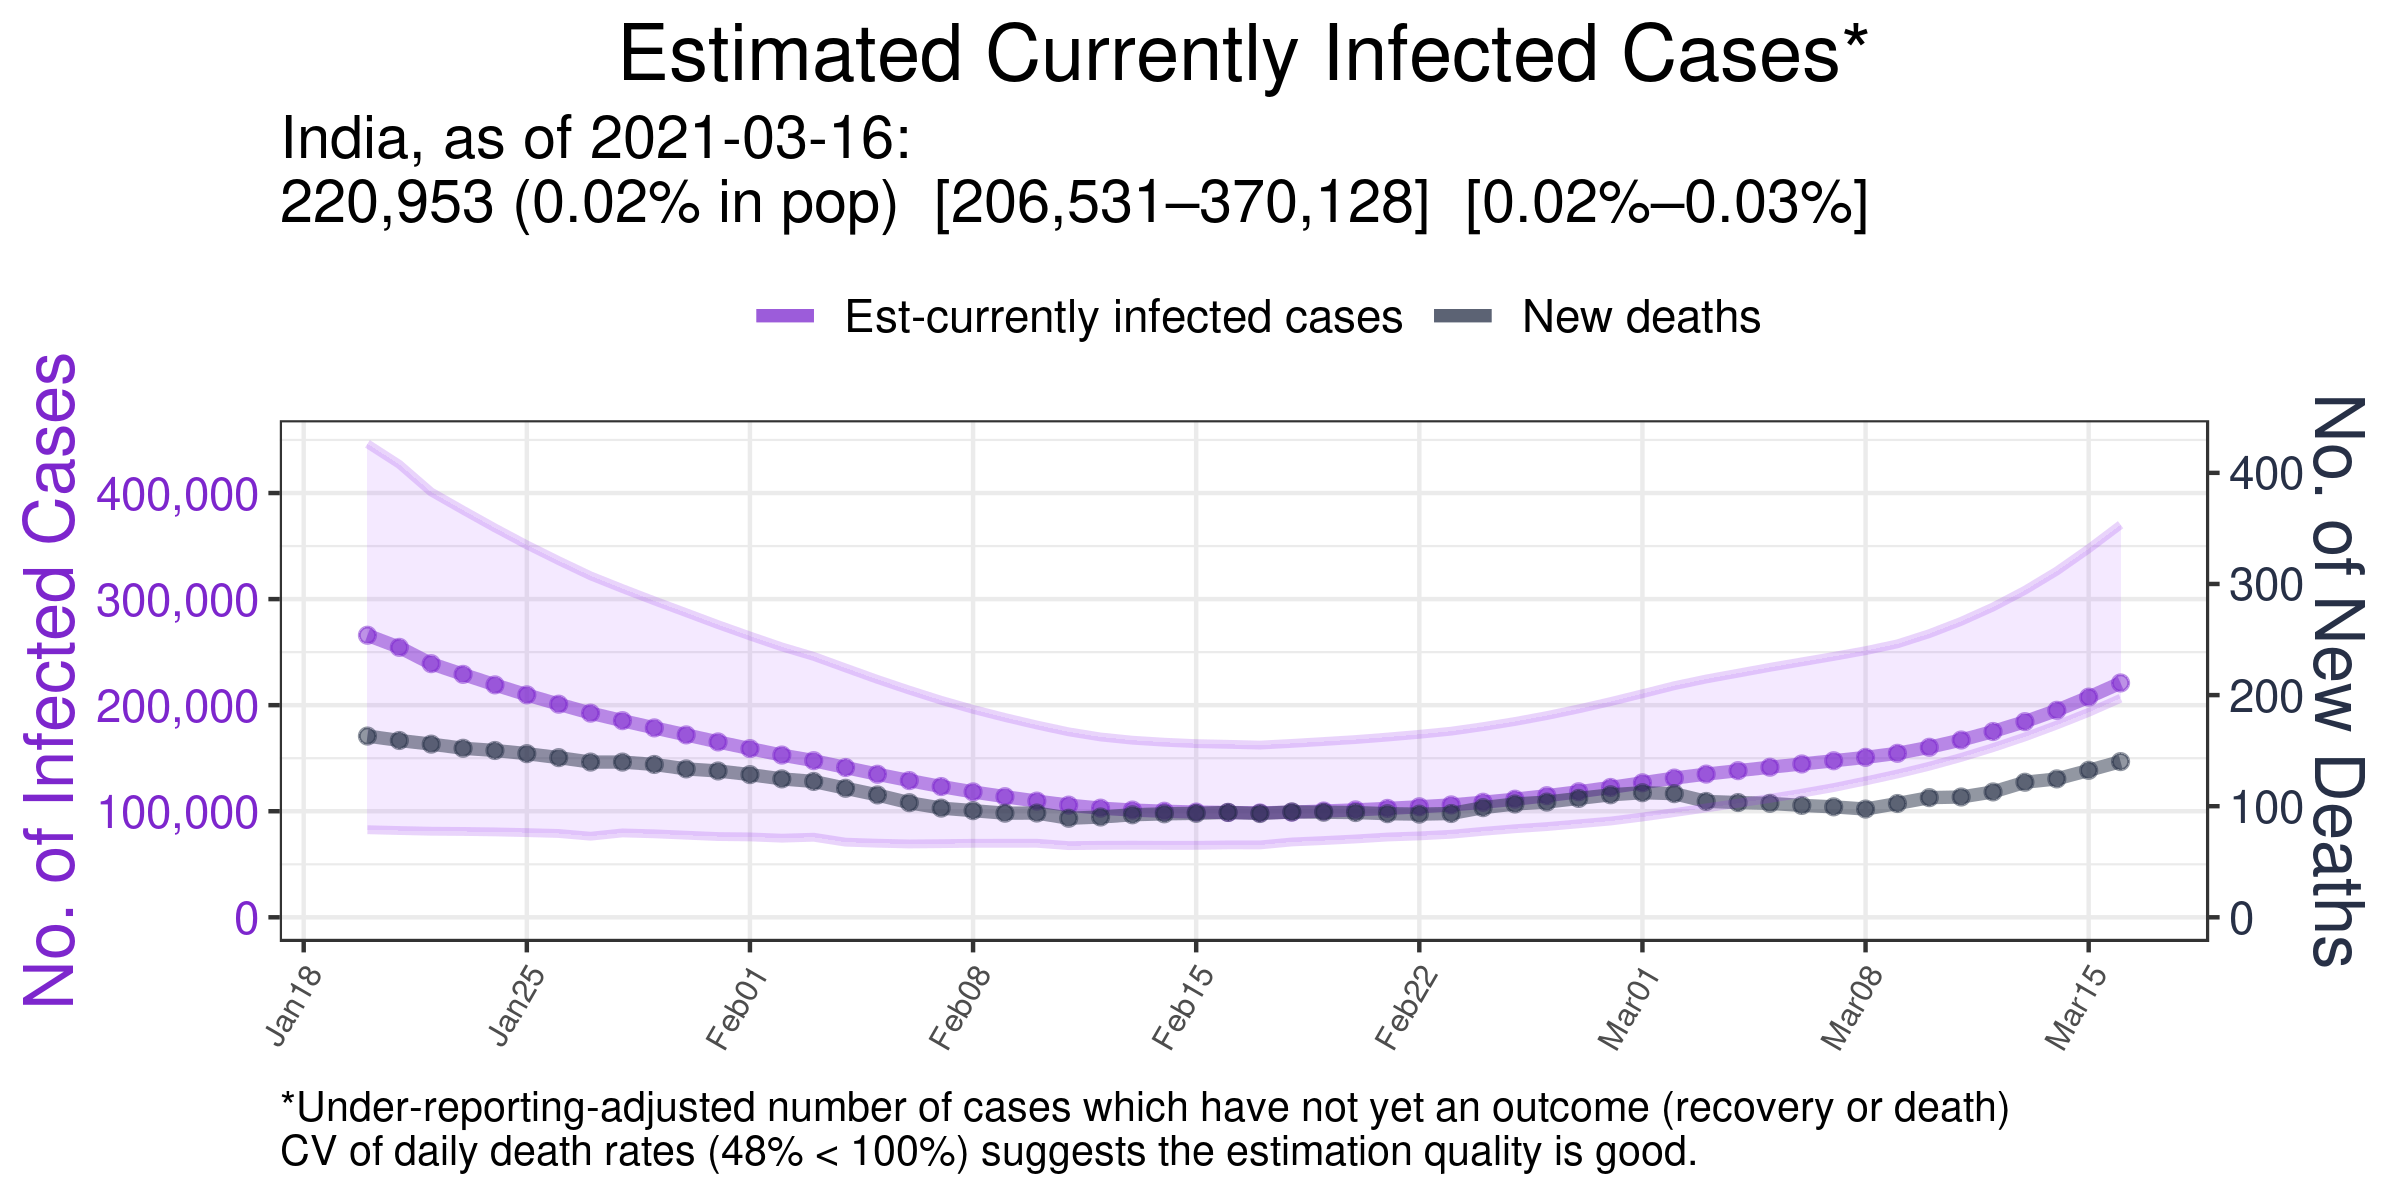 Estimated Currently Infected Cases*
India, as of 2021-03-16:
220,953 (0.02% in pop) [206,531–370,128] [0.02%–0.03%]
Est-currently infected cases
New deaths
No. of Infected Cases
400,000
300,000
200,000
100,000
0
400
300
200
100
0
No. of New Deaths
Jan18
Jan25
Feb01
Feb08
Feb15
Feb22
Mar01
Mar08
Mar15
*Under-reporting-adjusted number of cases which have not yet an outcome (recovery or death)
CV of daily death rates (48% < 100%) suggests the estimation quality is good.